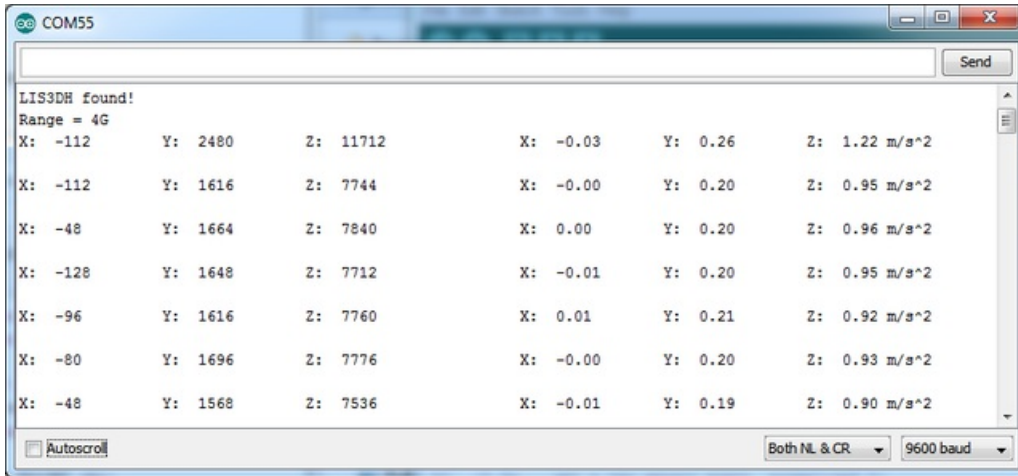 COM55
Send
LIS3DH found!
Range = 4G
X: -112 Y: 2480 Z: 11712 X: -0.03 Y: 0.26 Z: 1.22 m/s^2
X: -112 Y: 1616 Z: 7744 X: -0.00 Y: 0.20 Z: 0.95 m/s^2
X: -48 Y: 1664 Z: 7840 X: 0.00 Y: 0.20 Z: 0.96 m/s^2
X: -128 Y: 1648 Z: 7712 X: -0.01 Y: 0.20 Z: 0.95 m/s^2
X: -96 Y: 1616 Z: 7760 X: 0.01 Y: 0.21 Z: 0.92 m/s^2
X: -80 Y: 1696 Z: 7776 X: -0.00 Y: 0.20 Z: 0.93 m/s^2
X: -48 Y: 1568 Z: 7536 X: -0.01 Y: 0.19 Z: 0.90 m/s^2
Autoscroll Both NL & CR 9600 baud